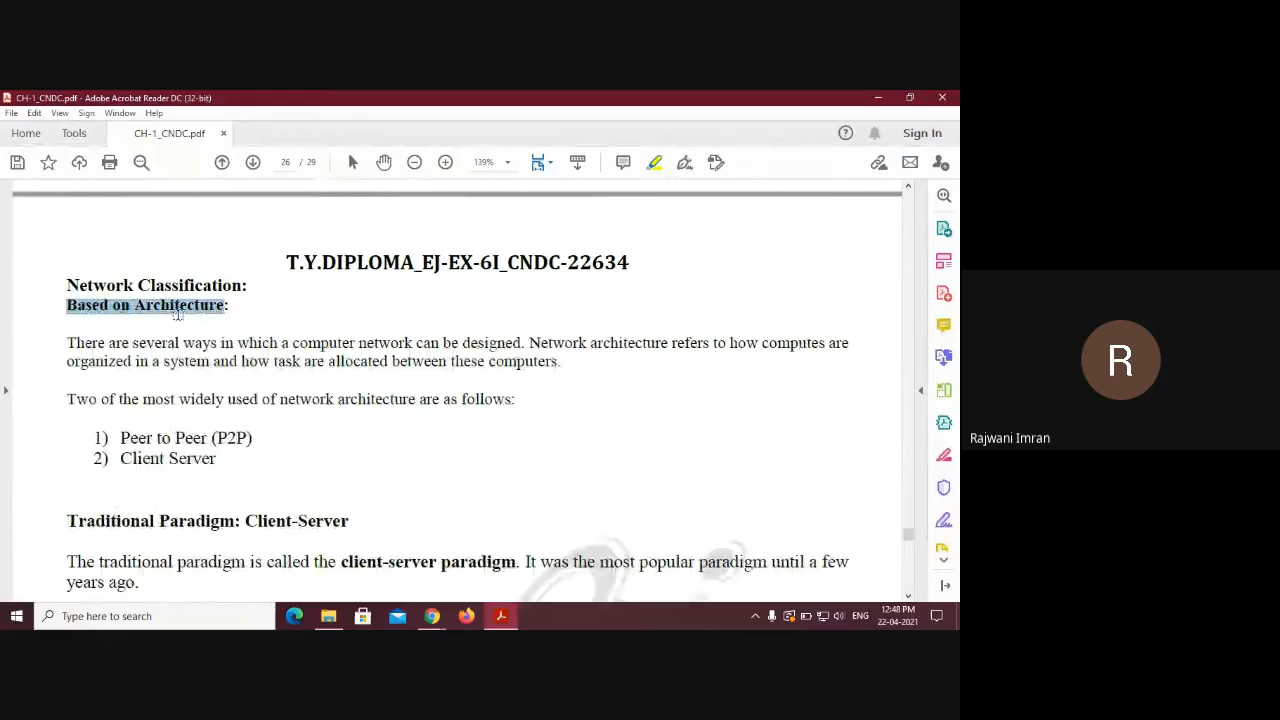 CH-1_CNDC.pdf - Adobe Acrobat Reader DC (32-bit)
File Edit View Sign Window Help
Home Tools CH-1_CNDC.pdf × Sign In
26 / 29 139%
T.Y.DIPLOMA_EJ-EX-6I_CNDC-22634
Network Classification:
Based on Architecture:
There are several ways in which a computer network can be designed. Network architecture refers to how computes are
organized in a system and how task are allocated between these computers.
Two of the most widely used of network architecture are as follows:
1) Peer to Peer (P2P)
2) Client Server
Traditional Paradigm: Client-Server
The traditional paradigm is called the client-server paradigm. It was the most popular paradigm until a few
years ago.
Type here to search
ENG
12:48 PM
22-04-2021
R
Rajwani Imran